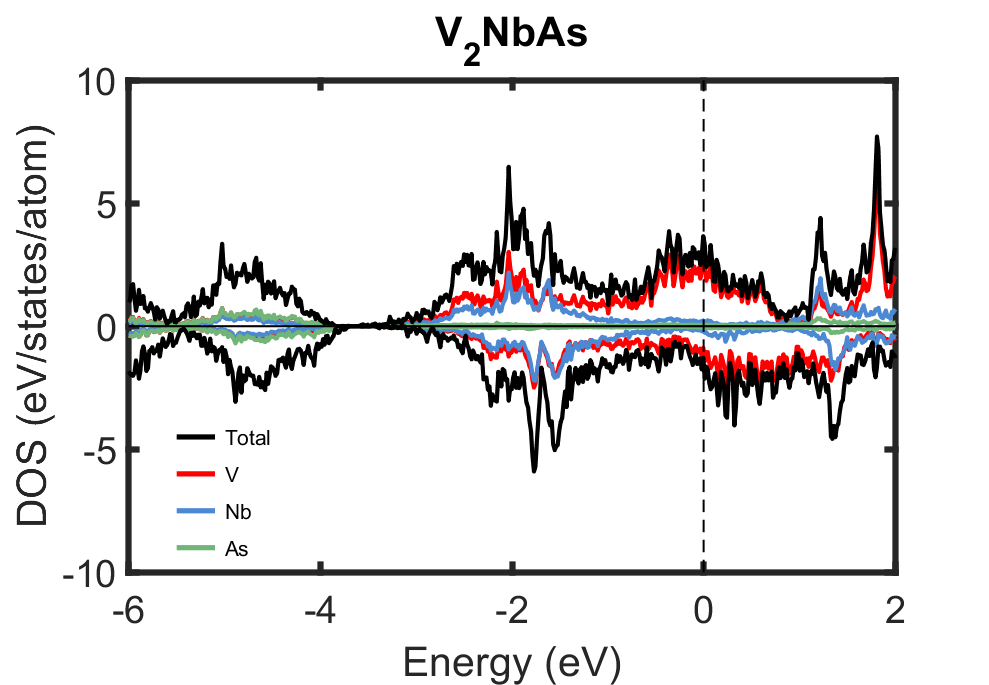 V2NbAs
DOS (eV/states/atom)
10
5
0
-5
-10
Total
V
Nb
As
-6 -4 -2 0 2
Energy (eV)